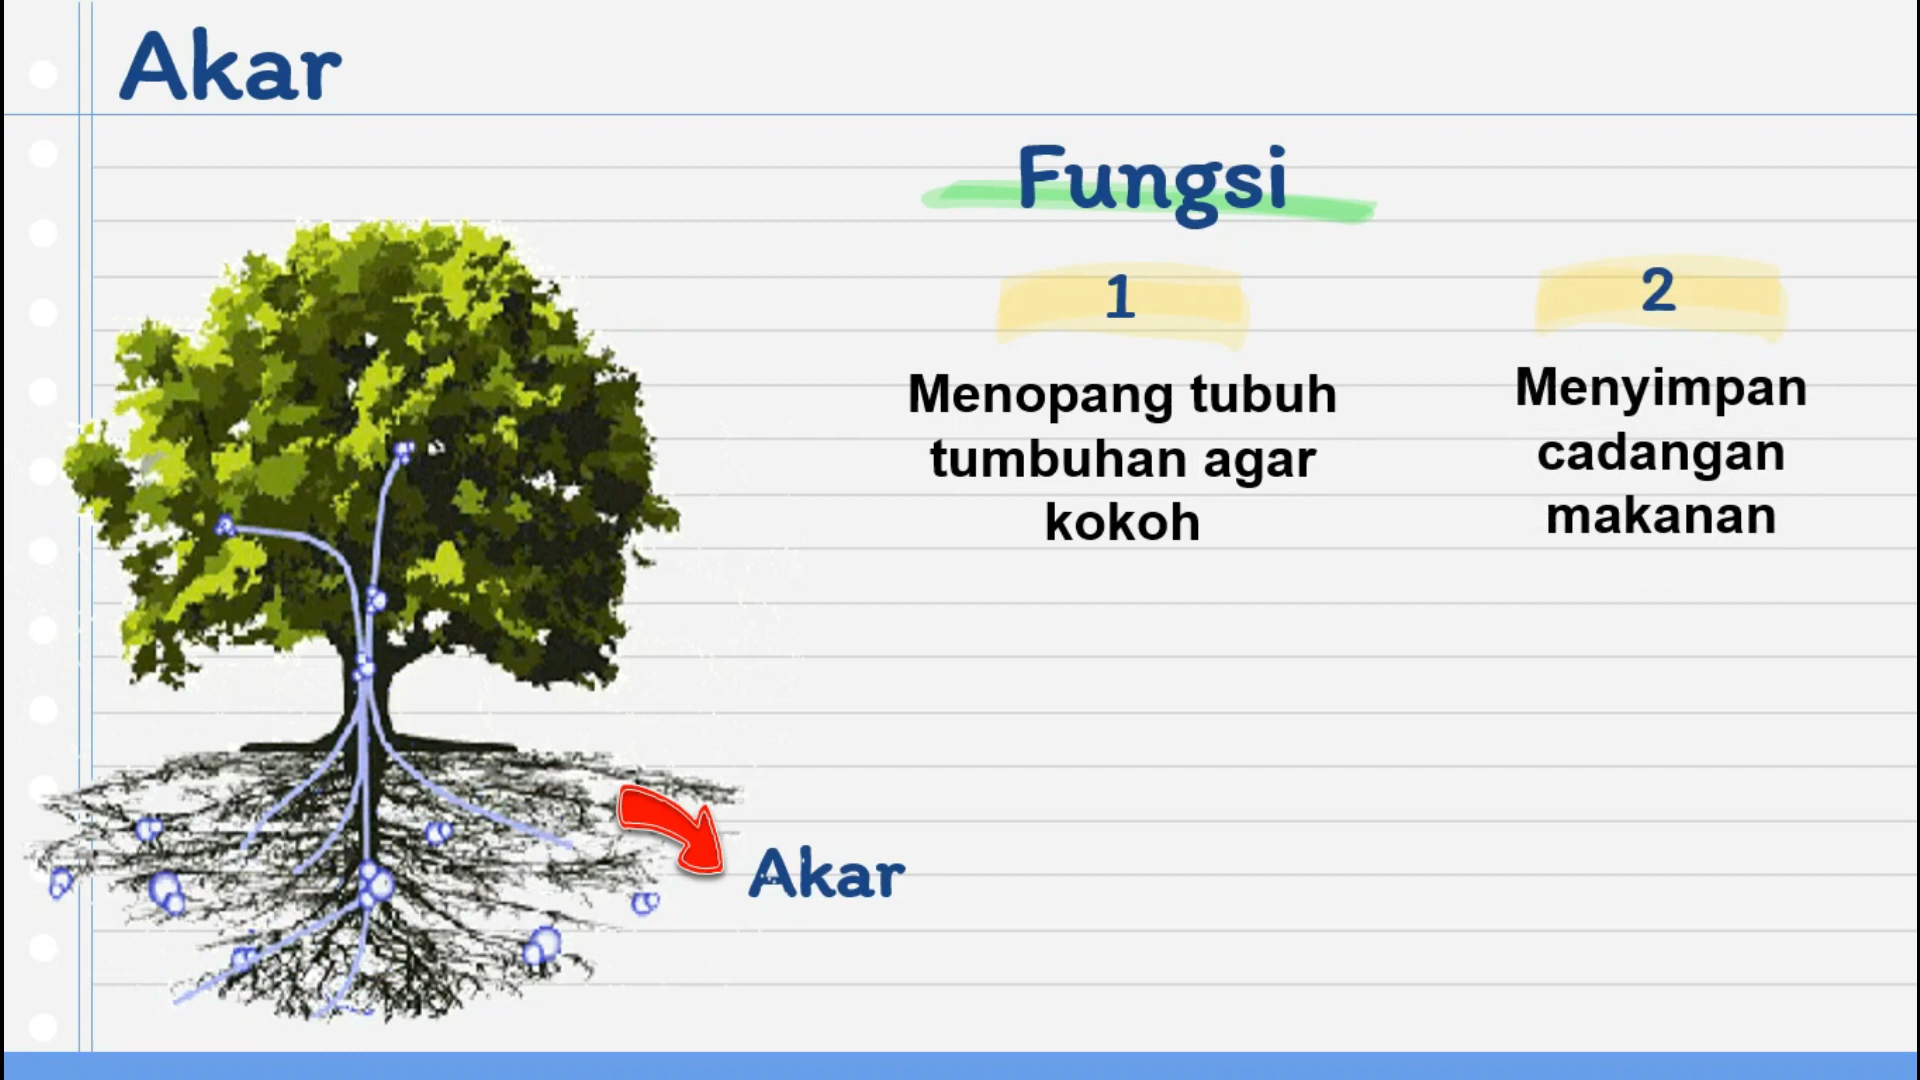 Akar
Fungsi
1
Menopang tubuh
tumbuhan agar
kokoh
2
Menyimpan
cadangan
makanan
Akar